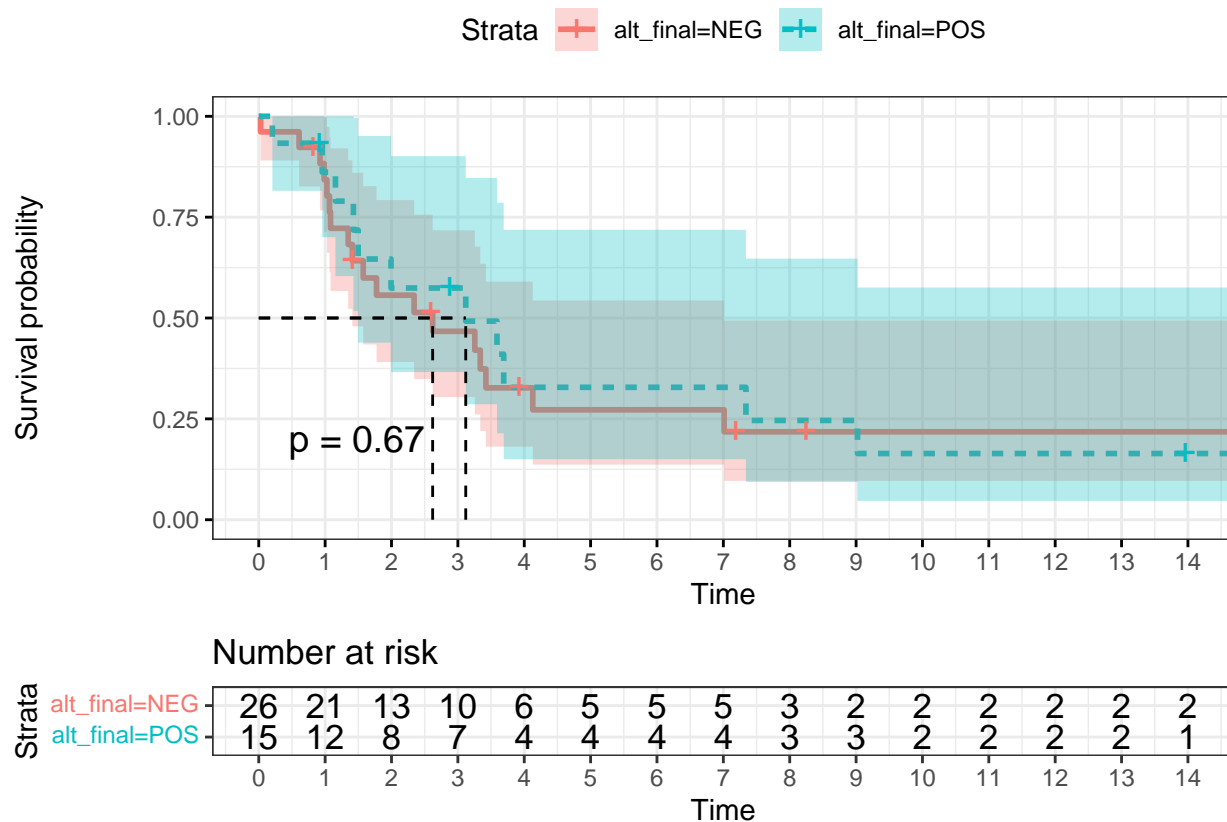 Strata alt_final=NEG alt_final=POS
1.00
0.75
0.50
0.25
0.00
Survival probability
p = 0.67
0 1 2 3 4 5 6 7 8 9 10 11 12 13 14
Time
Number at risk
Strata
alt_final=NEG 26 21 13 10 6 5 5 5 3 2 2 2 2 2 2
alt_final=POS 15 12 8 7 4 4 4 4 3 3 2 2 2 2 1
0 1 2 3 4 5 6 7 8 9 10 11 12 13 14
Time